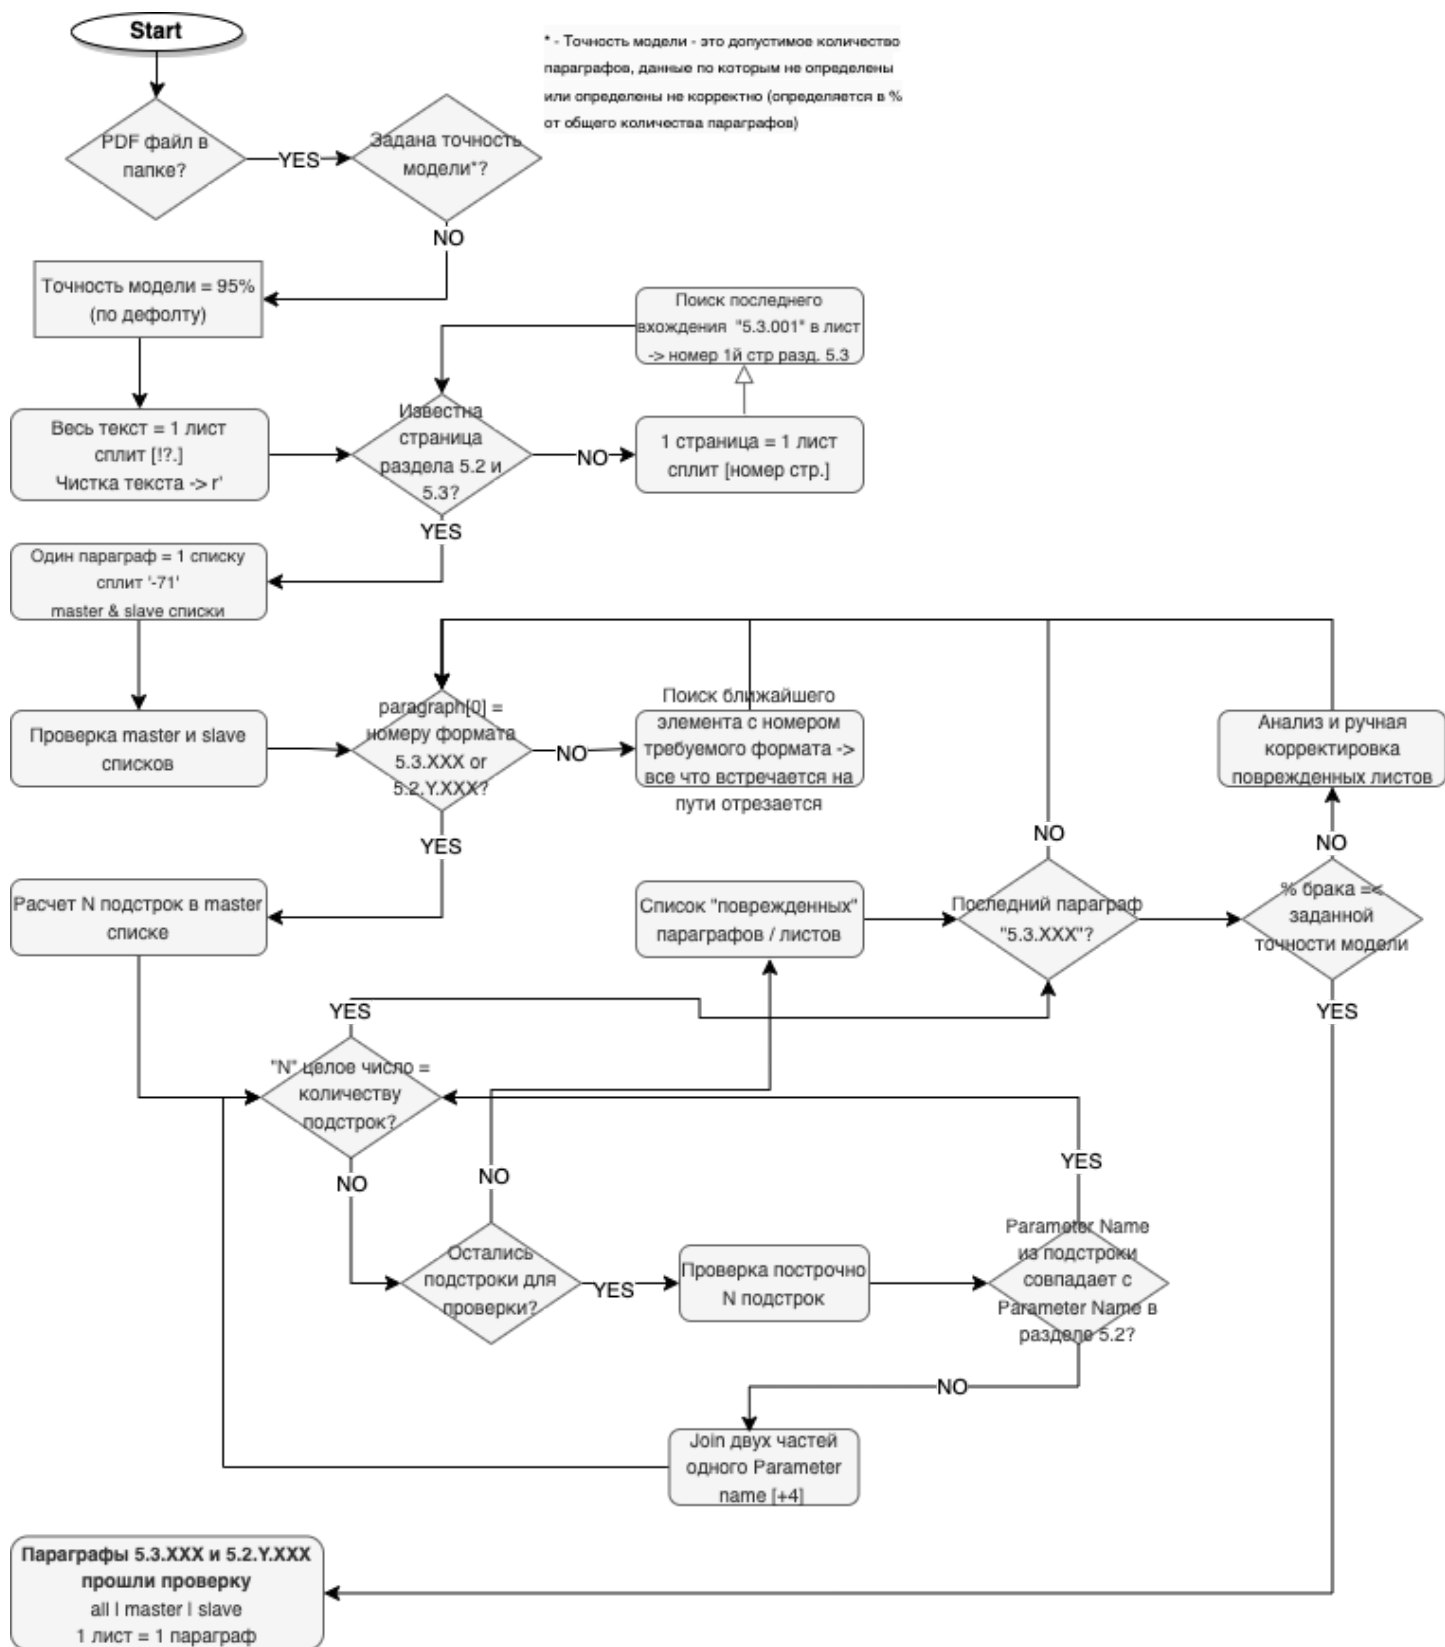 Start
* - Точность модели - это допустимое количество
параграфов, данные по которым не определены
или определены не корректно (определяется в %
от общего количества параграфов)
PDF файл в
папке?
YES
Задана точность
модели*?
NO
Точность модели = 95%
(по дефолту)
Поиск последнего
вхождения "5.3.001" в лист
-> номер 1й стр разд. 5.3
Весь текст = 1 лист
сплит [!?.]
Чистка текста -> r'
Известна
страница
раздела 5.2 и
5.3?
NO
1 страница = 1 лист
сплит [номер стр.]
YES
Один параграф = 1 списку
сплит '-71'
master & slave списки
Проверка master и slave
списков
paragraph[0] =
номеру формата
5.3.XXX or
5.2.Y.XXX?
NO
Поиск ближайшего
элемента с номером
требуемого формата ->
все что встречается на
пути отрезается
Анализ и ручная
корректировка
поврежденных листов
YES
NO
NO
Расчет N подстрок в master
списке
Список "поврежденных"
параграфов / листов
Последний параграф
"5.3.XXX"?
% брака =<
заданной
точности модели
YES
YES
"N" целое число =
количеству
подстрок?
NO
NO
YES
Остались
подстроки для
проверки?
YES
Проверка построчно
N подстрок
Parameter Name
из подстроки
совпадает с
Parameter Name в
разделе 5.2?
NO
Join двух частей
одного Parameter
name [+4]
Параграфы 5.3.XXX и 5.2.Y.XXX
прошли проверку
all | master | slave
1 лист = 1 параграф